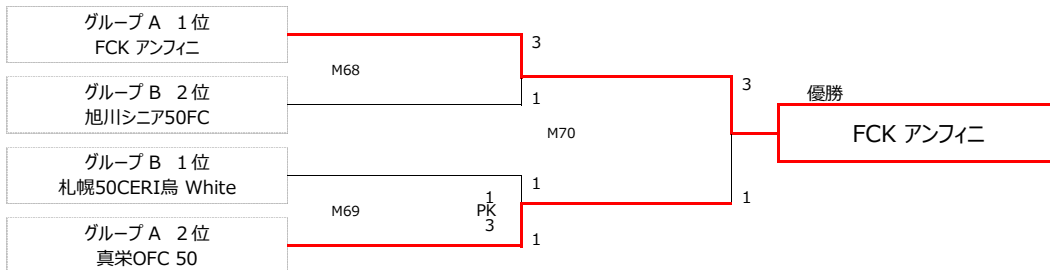 グループ A 1位
FCK アンフィニ
3
M68
グループ B 2位
旭川シニア50FC
1
3
優勝
FCK アンフィニ
M70
グループ B 1位
札幌50CERI烏 White
1
1
PK
3
M69
1
グループ A 2位
真栄OFC 50
1